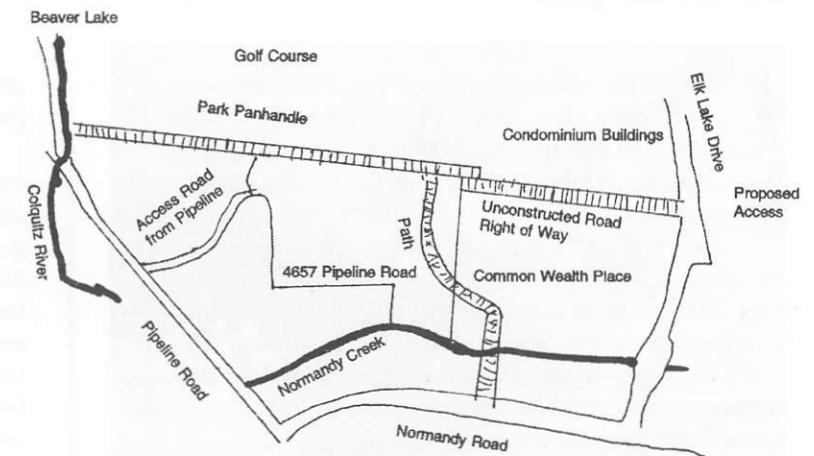 Beaver Lake
Golf Course
Park Panhandle
Condominium Buildings
Elk Lake Drive
Proposed
Access
Access Road
from Pipeline
Unconstructed Road
Right of Way
Path
Colquitz River
4657 Pipeline Road
Common Wealth Place
Pipeline Road
Normandy Creek
Normandy Road